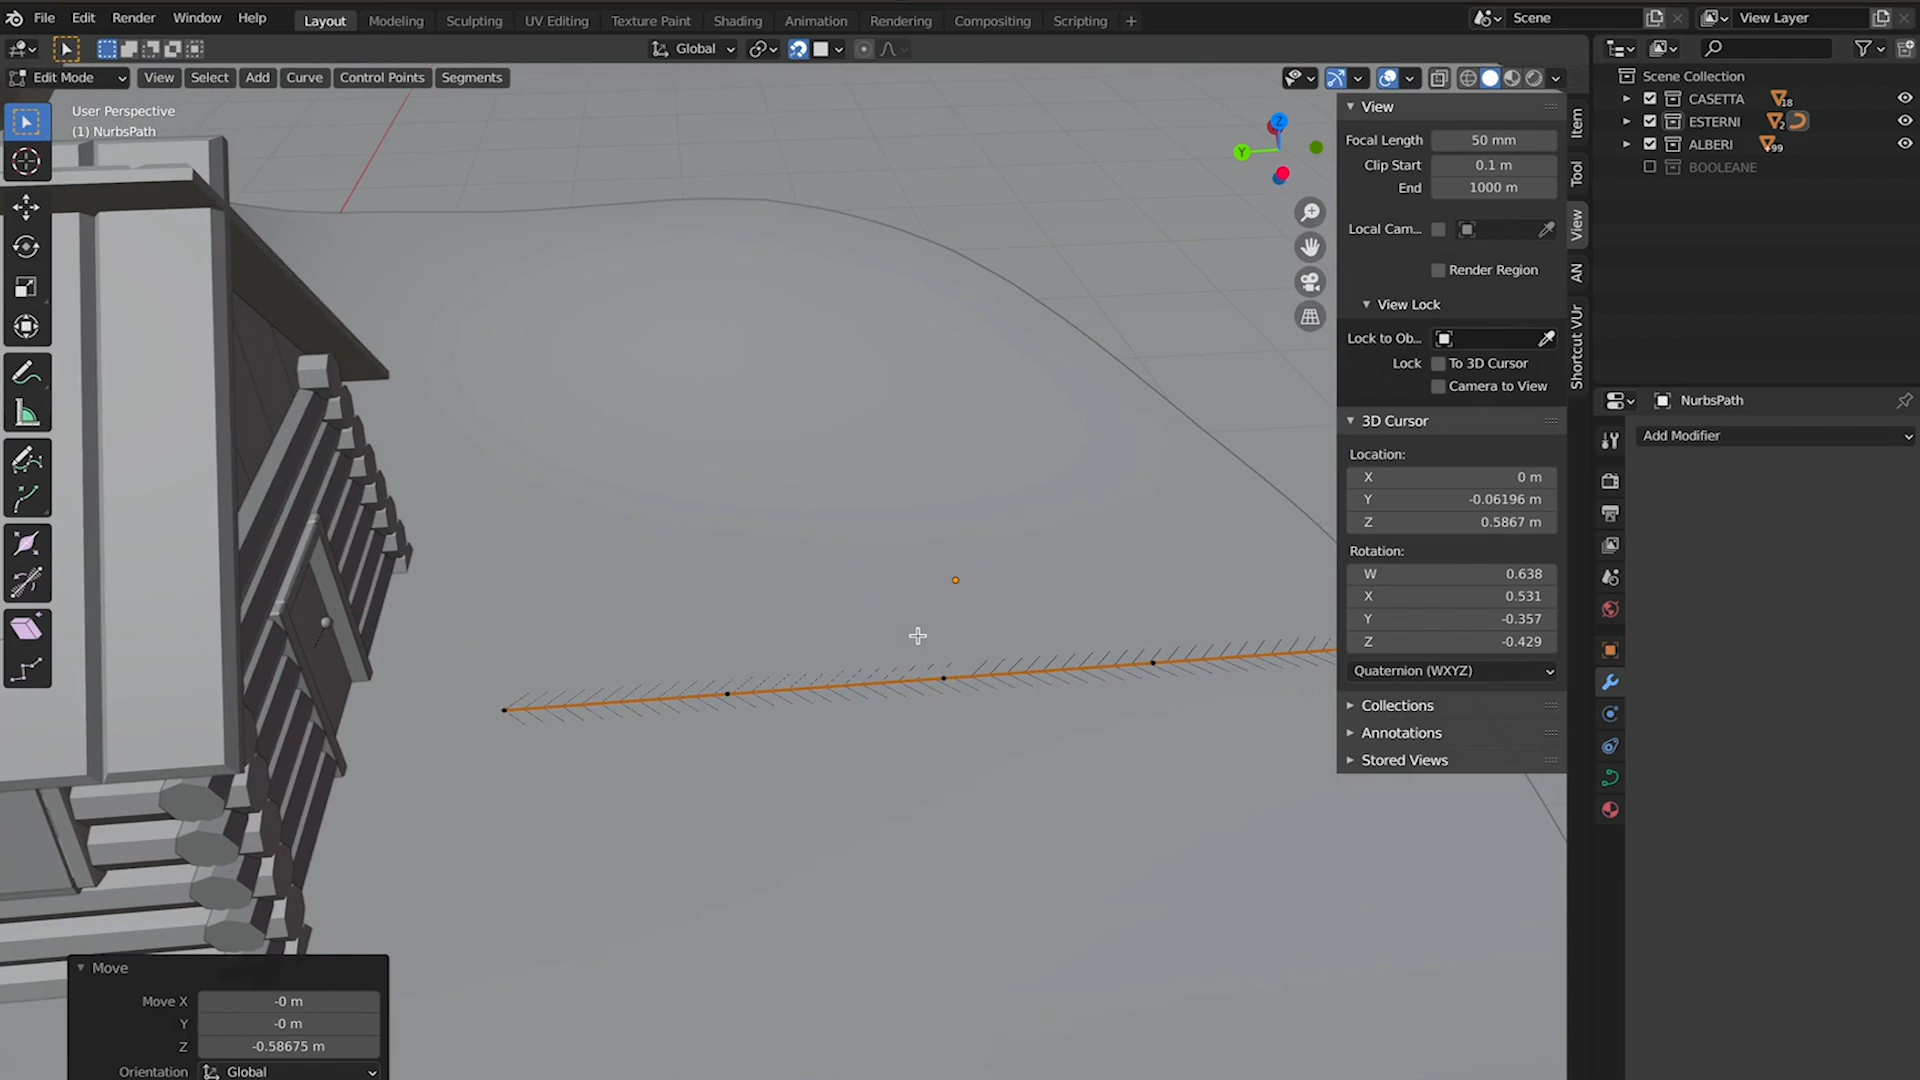 File Edit Render Window Help Layout Modeling Sculpting UV Editing Texture Paint Shading Animation Rendering Compositing Scripting + Scene View Layer
Global
Edit Mode View Select Add Curve Control Points Segments
User Perspective
(1) NurbsPath
Z
Y
View
Focal Length 50 mm
Clip Start 0.1 m
End 1000 m
Local Cam...
Render Region
View Lock
Lock to Ob...
Lock To 3D Cursor
Camera to View
3D Cursor
Location:
X 0 m
Y -0.06196 m
Z 0.5867 m
Rotation:
W 0.638
X 0.531
Y -0.357
Z -0.429
Quaternion (WXYZ)
Collections
Annotations
Stored Views
Item
Tool
View
AN
Shortcut VUr
Scene Collection
CASETTA 18
ESTERNI 2
ALBERI +99
BOOLEANE
NurbsPath
Add Modifier
Move
Move X -0 m
Y -0 m
Z -0.58675 m
Orientation Global